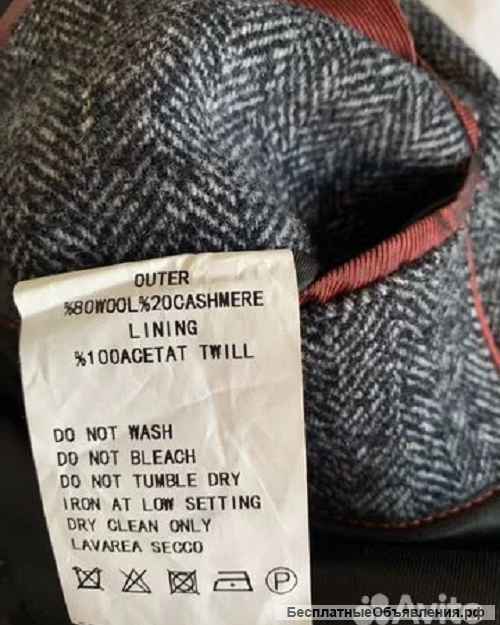 OUTER
%80WOOL%20CASHMERE
LINING
%100ACETAT TWILL
DO NOT WASH
DO NOT BLEACH
DO NOT TUMBLE DRY
IRON AT LOW SETTING
DRY CLEAN ONLY
LAVAREA SECCO
P
Avito
БесплатныеОбъявления.рф